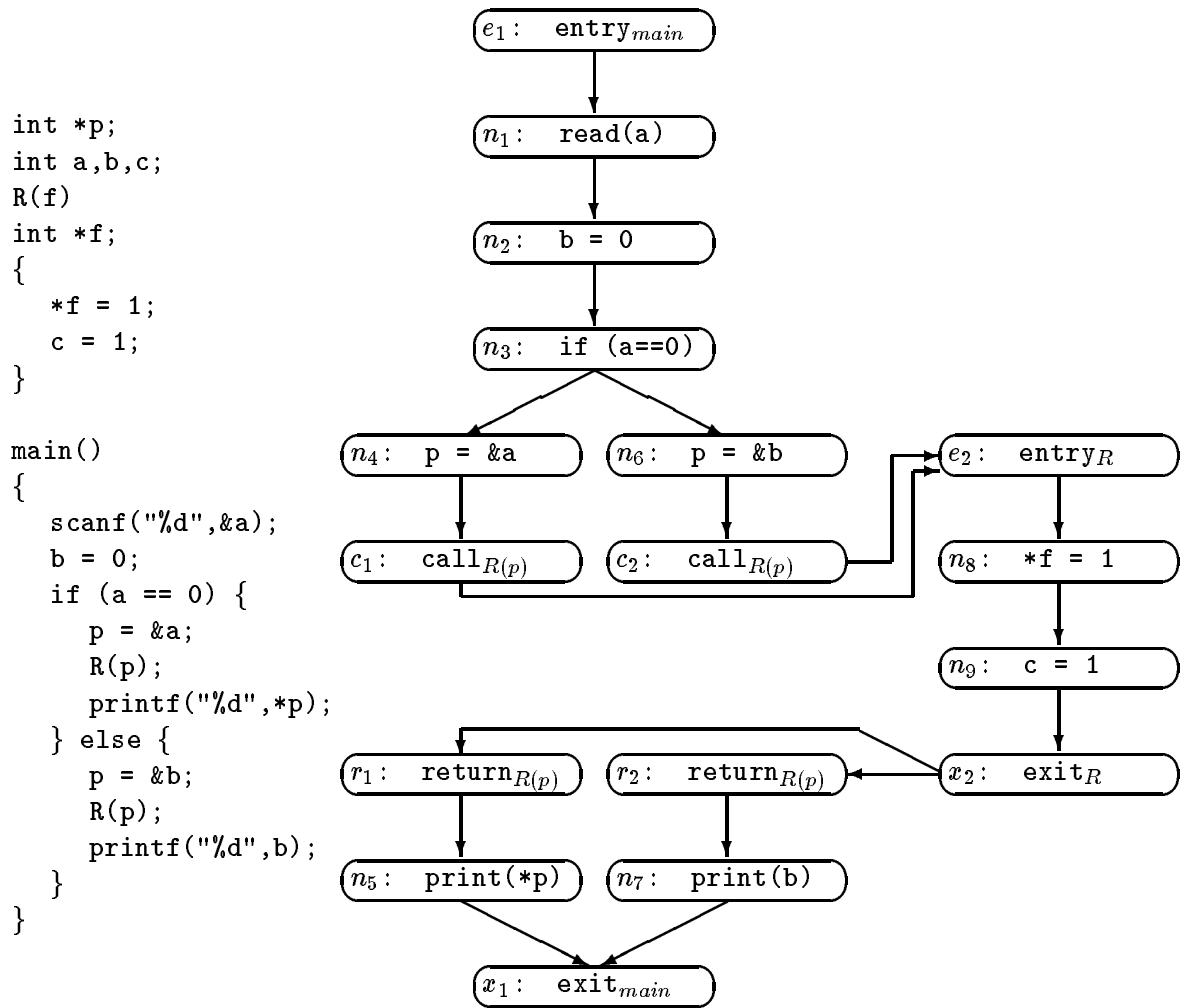 int *p;
int a,b,c;
R(f)
int *f;
{
*f = 1;
c = 1;
}
main()
{
scanf("%d",&a);
b = 0;
if (a == 0) {
p = &a;
R(p);
printf("%d",*p);
} else {
p = &b;
R(p);
printf("%d",b);
}
}
e1: entrymain
n1: read(a)
n2: b = 0
n3: if (a==0)
n4: p = &a
n6: p = &b
e2: entryR
c1: callR(p)
c2: callR(p)
n8: *f = 1
n9: c = 1
r1: returnR(p)
r2: returnR(p)
x2: exitR
n5: print(*p)
n7: print(b)
x1: exitmain